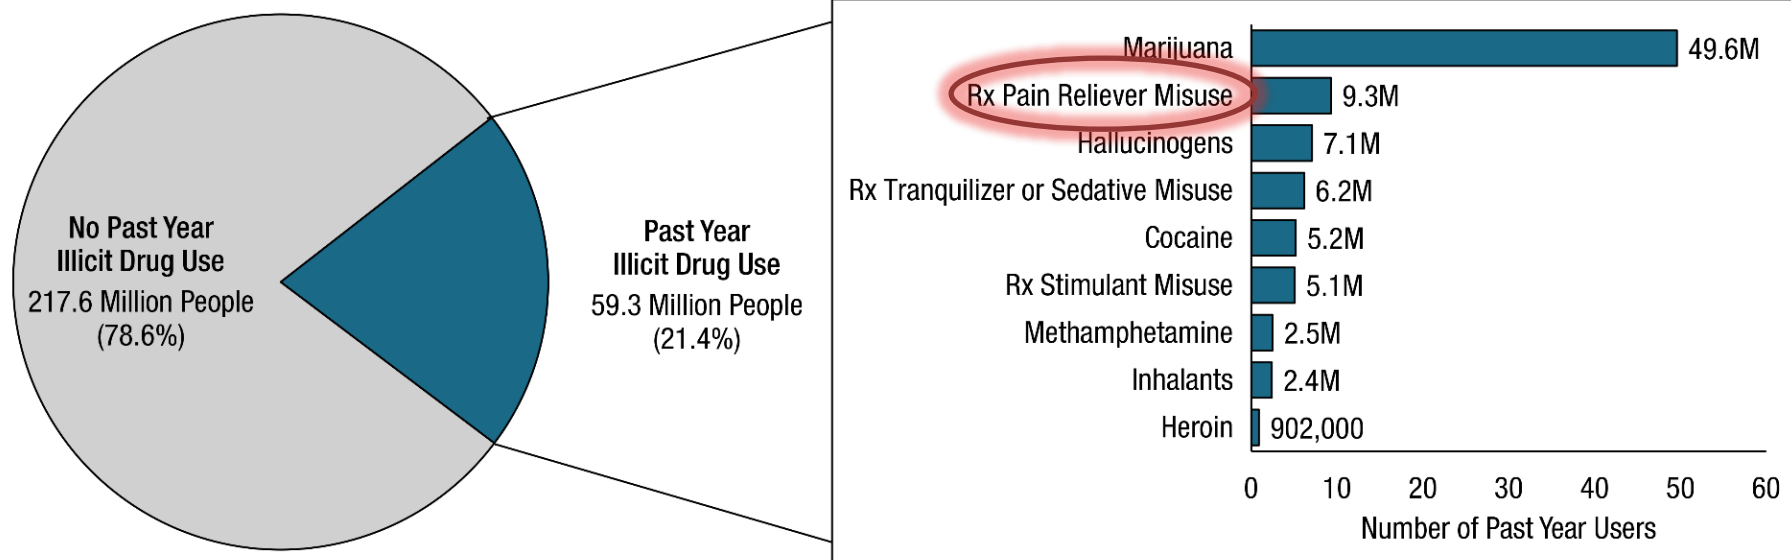 No Past Year
Illicit Drug Use
217.6 Million People
(78.6%)
Past Year
Illicit Drug Use
59.3 Million People
(21.4%)
Marijuana 49.6M
Rx Pain Reliever Misuse 9.3M
Hallucinogens 7.1M
Rx Tranquilizer or Sedative Misuse 6.2M
Cocaine 5.2M
Rx Stimulant Misuse 5.1M
Methamphetamine 2.5M
Inhalants 2.4M
Heroin 902,000
0 10 20 30 40 50 60
Number of Past Year Users